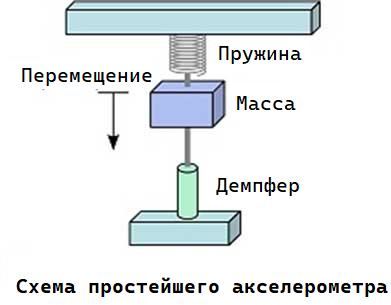 Пружина
Перемещение
Масса
Демпфер
Схема простейшего акселерометра